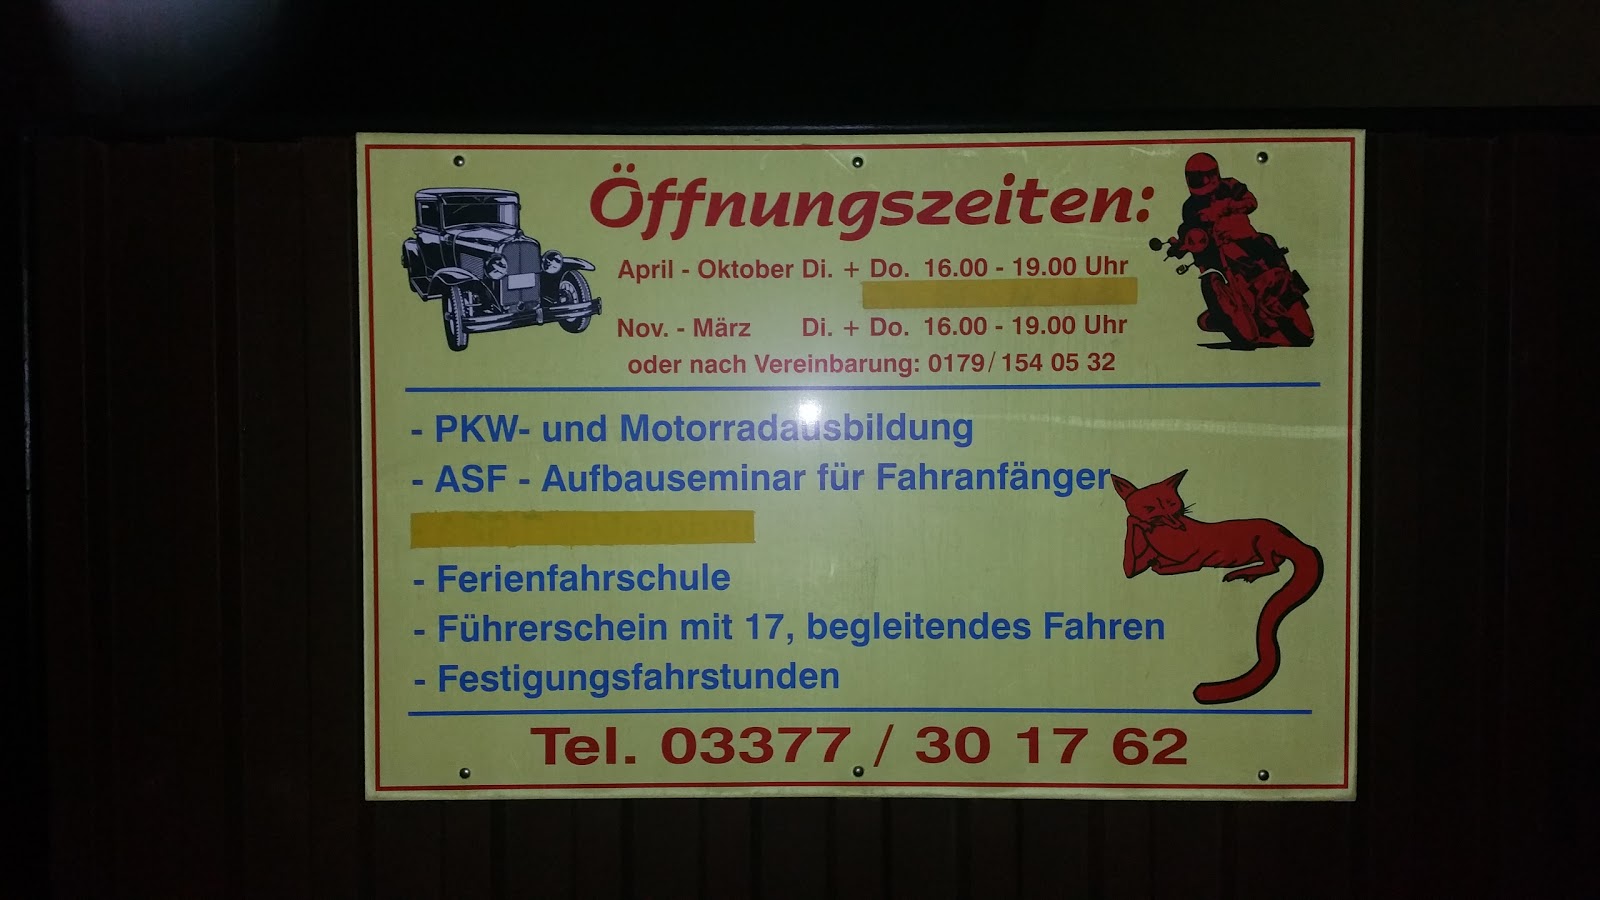 Öffnungszeiten:
April - Oktober Di. + Do. 16.00 - 19.00 Uhr
Nov. - März Di. + Do. 16.00 - 19.00 Uhr
oder nach Vereinbarung: 0179/ 154 05 32
- PKW- und Motorradausbildung
- ASF - Aufbauseminar für Fahranfänger
- Ferienfahrschule
- Führerschein mit 17, begleitendes Fahren
- Festigungsfahrstunden
Tel. 03377 / 30 17 62